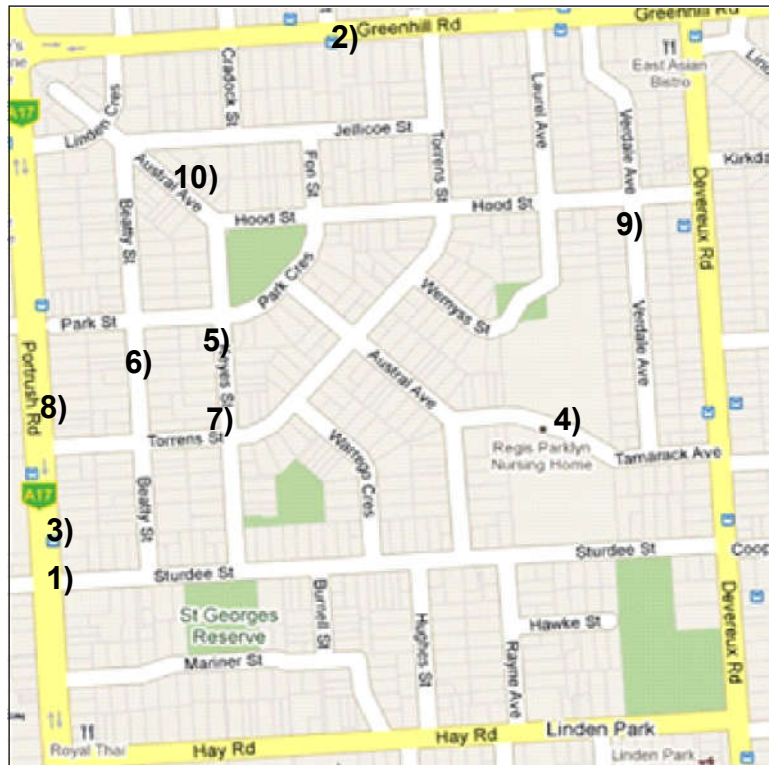 Greenhill Rd
2)
Greenhill Rd
East Asian
Bistro
Cradock St
A17
Linden Cres
Jellicoe St
Fon St
Torrens St
Laurel Ave
Verdale Ave
10)
Austral Ave
Hood St
Hood St
9)
Devereux Rd
Beatty St
Park Cres
Wemyss St
Park St
5)
6)
Verdale Ave
Portrush Rd
8)
7)
Austral Ave
4)
Torrens St
Warrego Cres
Regis Parklyn
Nursing Home
Tamarack Ave
A17
Beatty St
3)
1)
Sturdee St
Sturdee St
St Georges
Reserve
Burnell St
Hughes St
Rayne Ave
Hawke St
Devereux Rd
Mariner St
Royal Thai
Hay Rd
Hay Rd
Linden Park
Linden Park